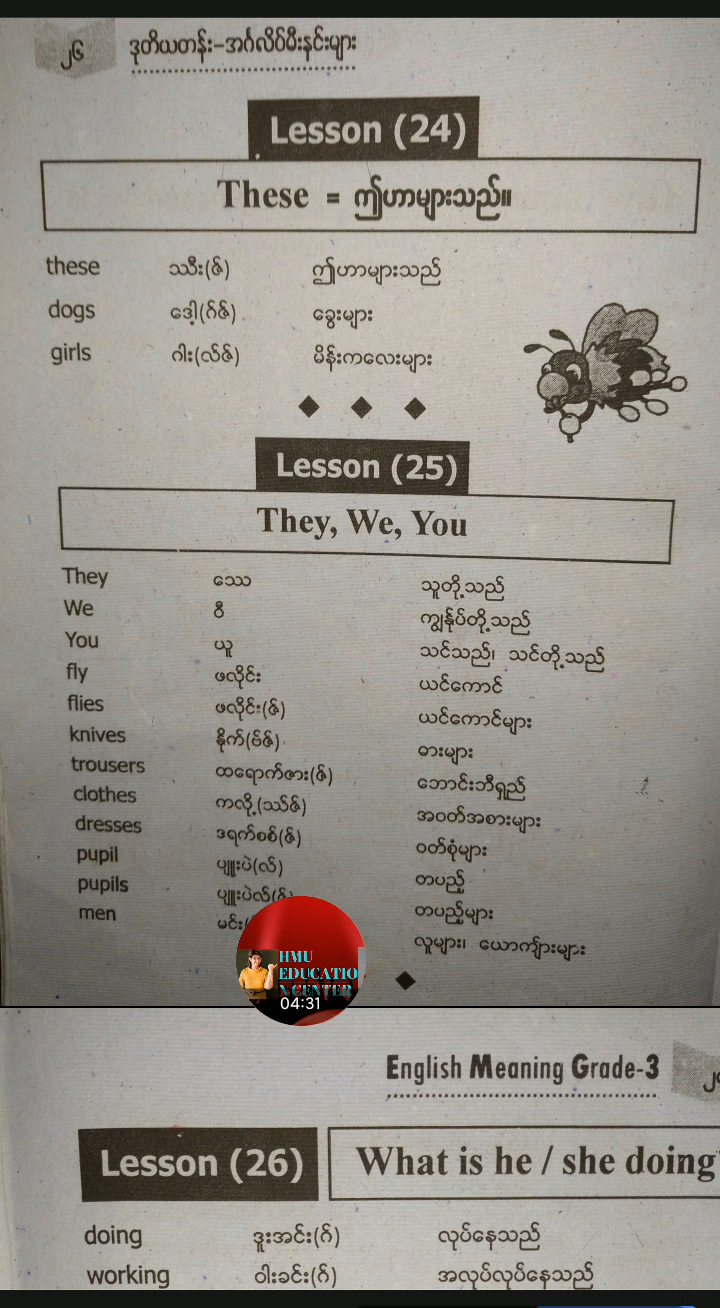 ၂၆ ဒုတိယတန်း-အင်္ဂလိပ်မီးနင်းများ
Lesson (24)
These = ဤဟာများသည်။
these သီး(ဇ်) ဤဟာများသည်
dogs ဒေါ့(ဂ်ဇ်) ခွေးများ
girls ဂါး(လ်ဇ်) မိန်းကလေးများ
Lesson (25)
They, We, You
They သေ သူတို့သည်
We ဝီ ကျွန်ုပ်တို့သည်
You ယူ သင်သည်၊ သင်တို့သည်
fly ဖလိုင်း ယင်ကောင်
flies ဖလိုင်း(ဇ်) ယင်ကောင်များ
knives နိုက်(ဗ်ဇ်) ဓားများ
trousers ထရောက်ဇား(ဇ်) ဘောင်းဘီရှည်
clothes ကလို့(သ်ဇ်) အဝတ်အစားများ
dresses ဒရက်စစ်(ဇ်) ဝတ်စုံများ
pupil ပျူးပဲ(လ်) တပည့်
pupils ပျူးပဲလ်(ဇ်) တပည့်များ
men မင်း လူများ၊ ယောက်ျားများ
HMU
EDUCATIO
N CENTER
04:31
English Meaning Grade-3
Lesson (26) What is he / she doing
doing ဒူးအင်း(ဂ်) လုပ်နေသည်
working ဝါးခင်း(ဂ်) အလုပ်လုပ်နေသည်